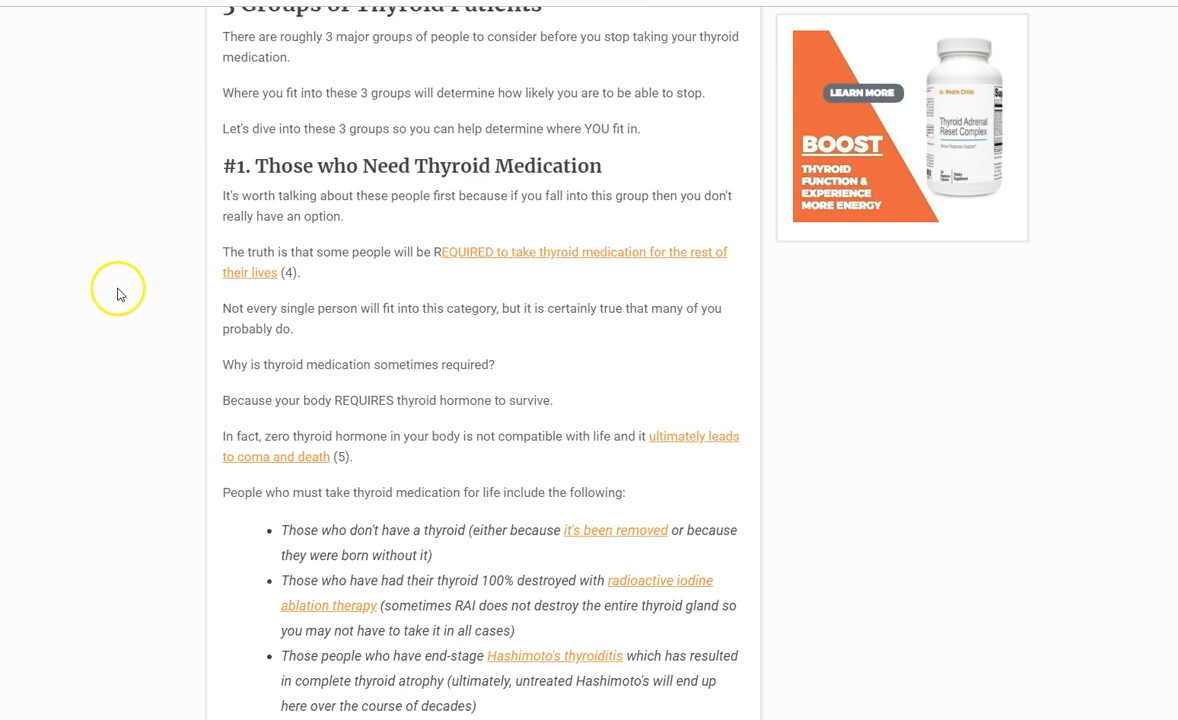 3 Groups of Thyroid Patients
There are roughly 3 major groups of people to consider before you stop taking your thyroid
medication.
Where you fit into these 3 groups will determine how likely you are to be able to stop.
Let's dive into these 3 groups so you can help determine where YOU fit in.
#1. Those who Need Thyroid Medication
It's worth talking about these people first because if you fall into this group then you don't
really have an option.
The truth is that some people will be REQUIRED to take thyroid medication for the rest of
their lives (4).
Not every single person will fit into this category, but it is certainly true that many of you
probably do.
Why is thyroid medication sometimes required?
Because your body REQUIRES thyroid hormone to survive.
In fact, zero thyroid hormone in your body is not compatible with life and it ultimately leads
to coma and death (5).
People who must take thyroid medication for life include the following:
• Those who don't have a thyroid (either because it's been removed or because
they were born without it)
• Those who have had their thyroid 100% destroyed with radioactive iodine
ablation therapy (sometimes RAI does not destroy the entire thyroid gland so
you may not have to take it in all cases)
• Those people who have end-stage Hashimoto's thyroiditis which has resulted
in complete thyroid atrophy (ultimately, untreated Hashimoto's will end up
here over the course of decades)
LEARN MORE
BOOST
THYROID
FUNCTION &
EXPERIENCE
MORE ENERGY
Dr. Westin Childs
Thyroid Adrenal
Reset Complex